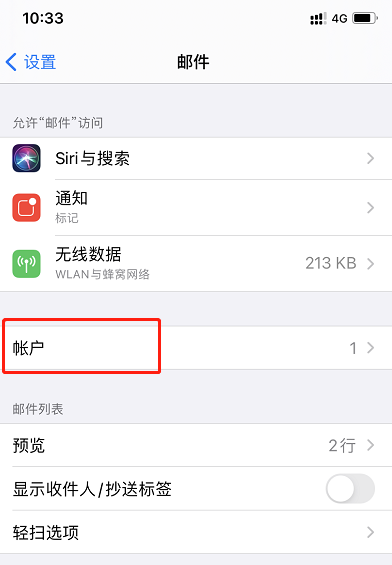 10:33 4G
设置 邮件
允许“邮件”访问
Siri与搜索
通知
标记
无线数据 213 KB
WLAN与蜂窝网络
帐户 1
邮件列表
预览 2行
显示收件人/抄送标签
轻扫选项